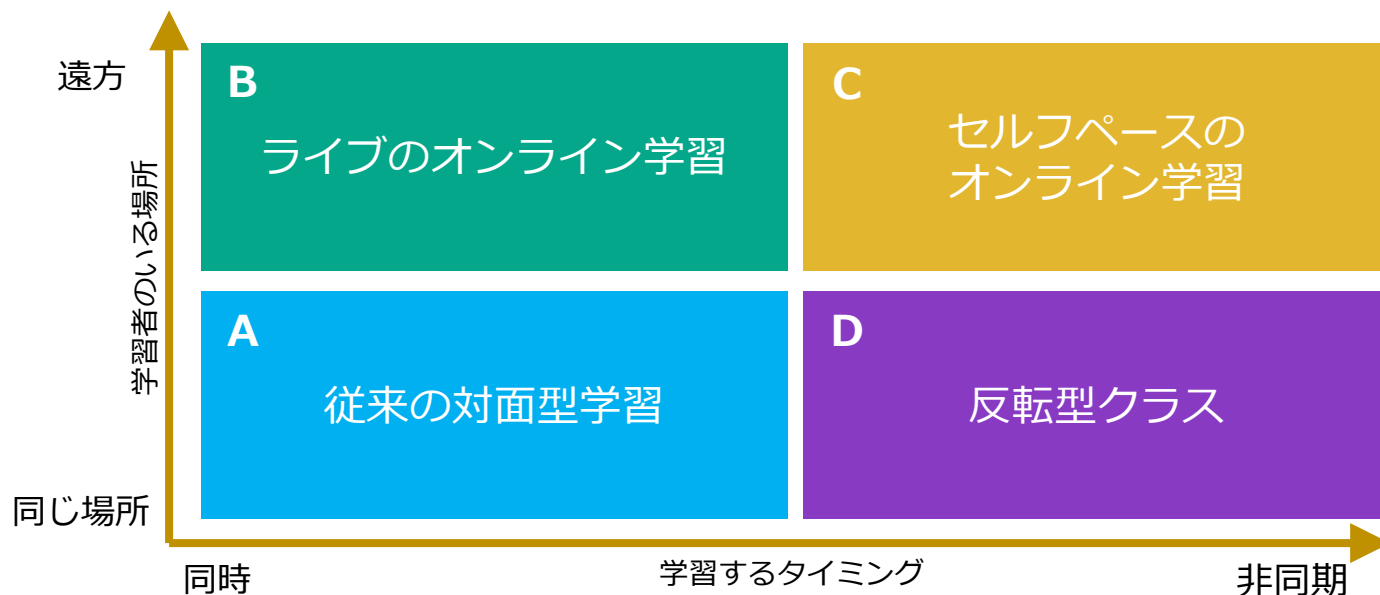 遠方
学習者のいる場所
同じ場所
B
ライブのオンライン学習
C
セルフペースの
オンライン学習
A
従来の対面型学習
D
反転型クラス
同時
学習するタイミング
非同期